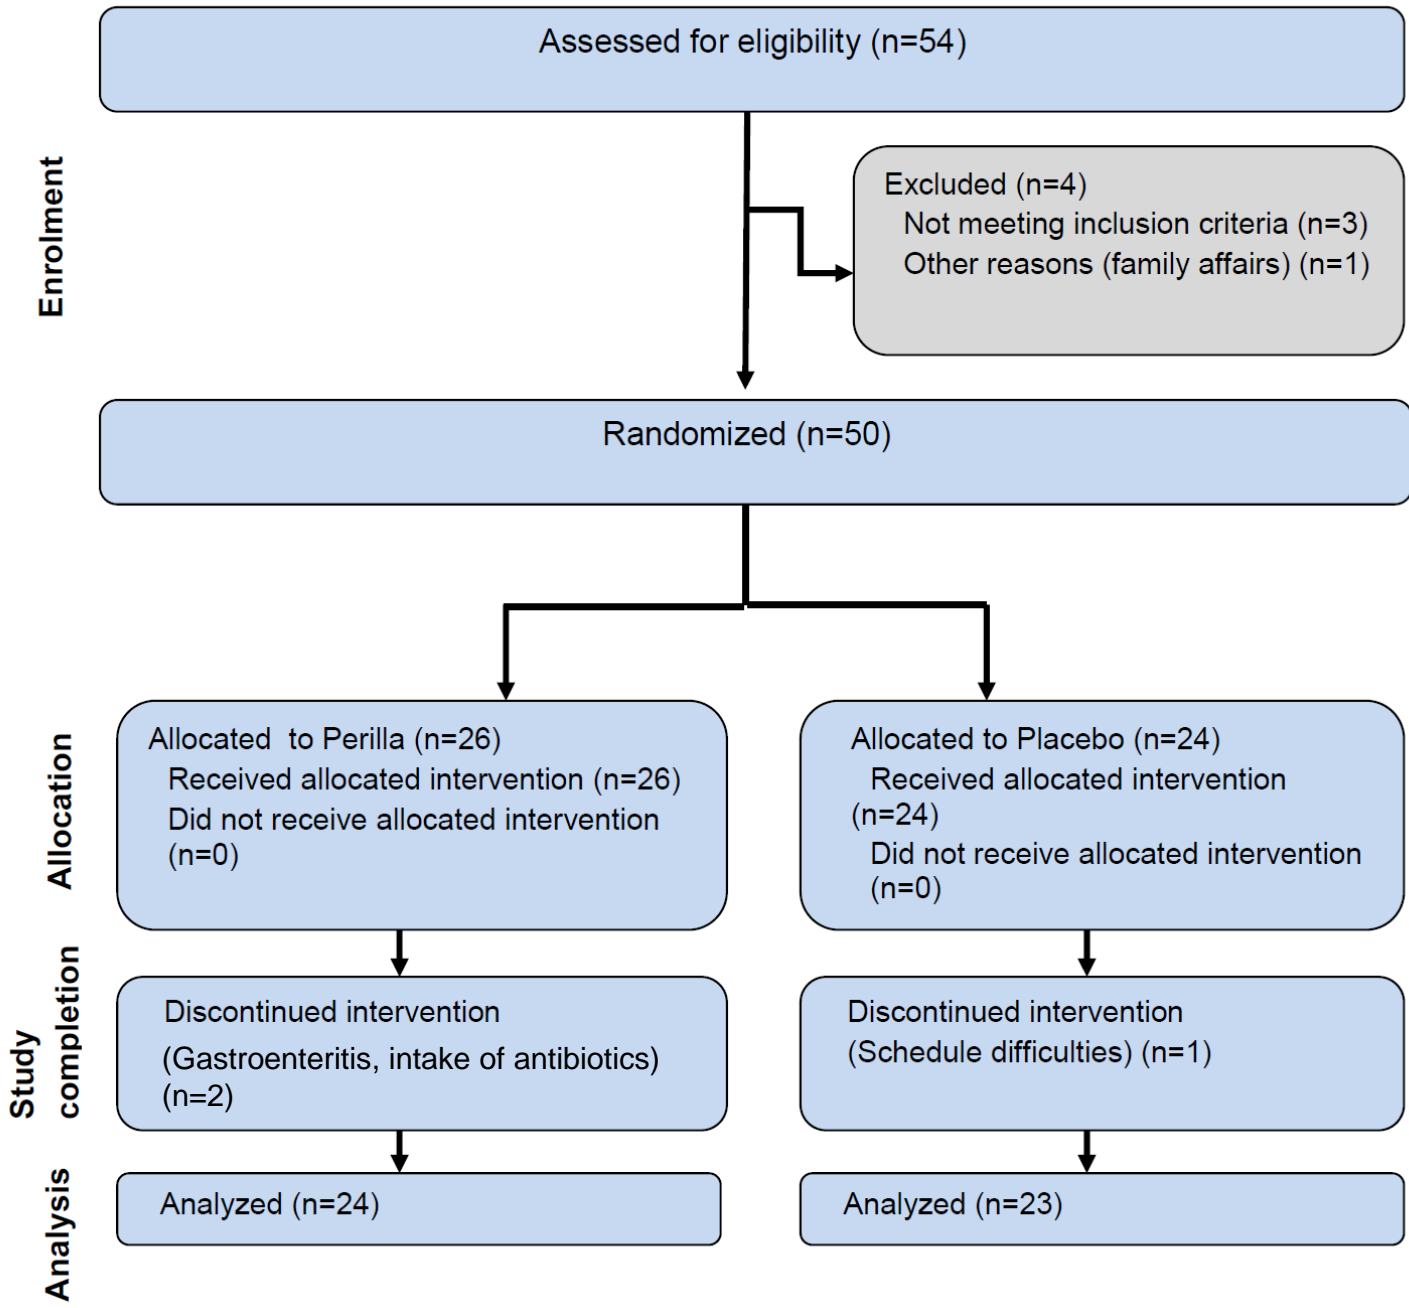 Assessed for eligibility (n=54)
Enrolment
Excluded (n=4)
Not meeting inclusion criteria (n=3)
Other reasons (family affairs) (n=1)
Randomized (n=50)
Allocation
Allocated  to Perilla (n=26)
Received allocated intervention (n=26)
Did not receive allocated intervention
(n=0)
Allocated to Placebo (n=24)
Received allocated intervention
(n=24)
Did not receive allocated intervention
(n=0)
Study
completion
Discontinued intervention
(Gastroenteritis, intake of antibiotics)
(n=2)
Discontinued intervention
(Schedule difficulties) (n=1)
Analysis
Analyzed (n=24)
Analyzed (n=23)